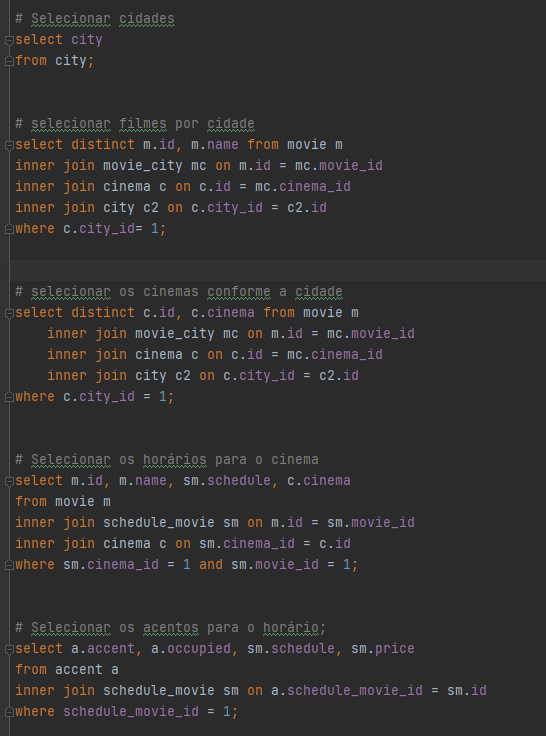 # Selecionar cidades
select city
from city;
# selecionar filmes por cidade
select distinct m.id, m.name from movie m
inner join movie_city mc on m.id = mc.movie_id
inner join cinema c on c.id = mc.cinema_id
inner join city c2 on c.city_id = c2.id
where c.city_id= 1;
# selecionar os cinemas conforme a cidade
select distinct c.id, c.cinema from movie m
    inner join movie_city mc on m.id = mc.movie_id
    inner join cinema c on c.id = mc.cinema_id
    inner join city c2 on c.city_id = c2.id
where c.city_id = 1;
# Selecionar os horários para o cinema
select m.id, m.name, sm.schedule, c.cinema
from movie m
inner join schedule_movie sm on m.id = sm.movie_id
inner join cinema c on sm.cinema_id = c.id
where sm.cinema_id = 1 and sm.movie_id = 1;
# Selecionar os acentos para o horário;
select a.accent, a.occupied, sm.schedule, sm.price
from accent a
inner join schedule_movie sm on a.schedule_movie_id = sm.id
where schedule_movie_id = 1;